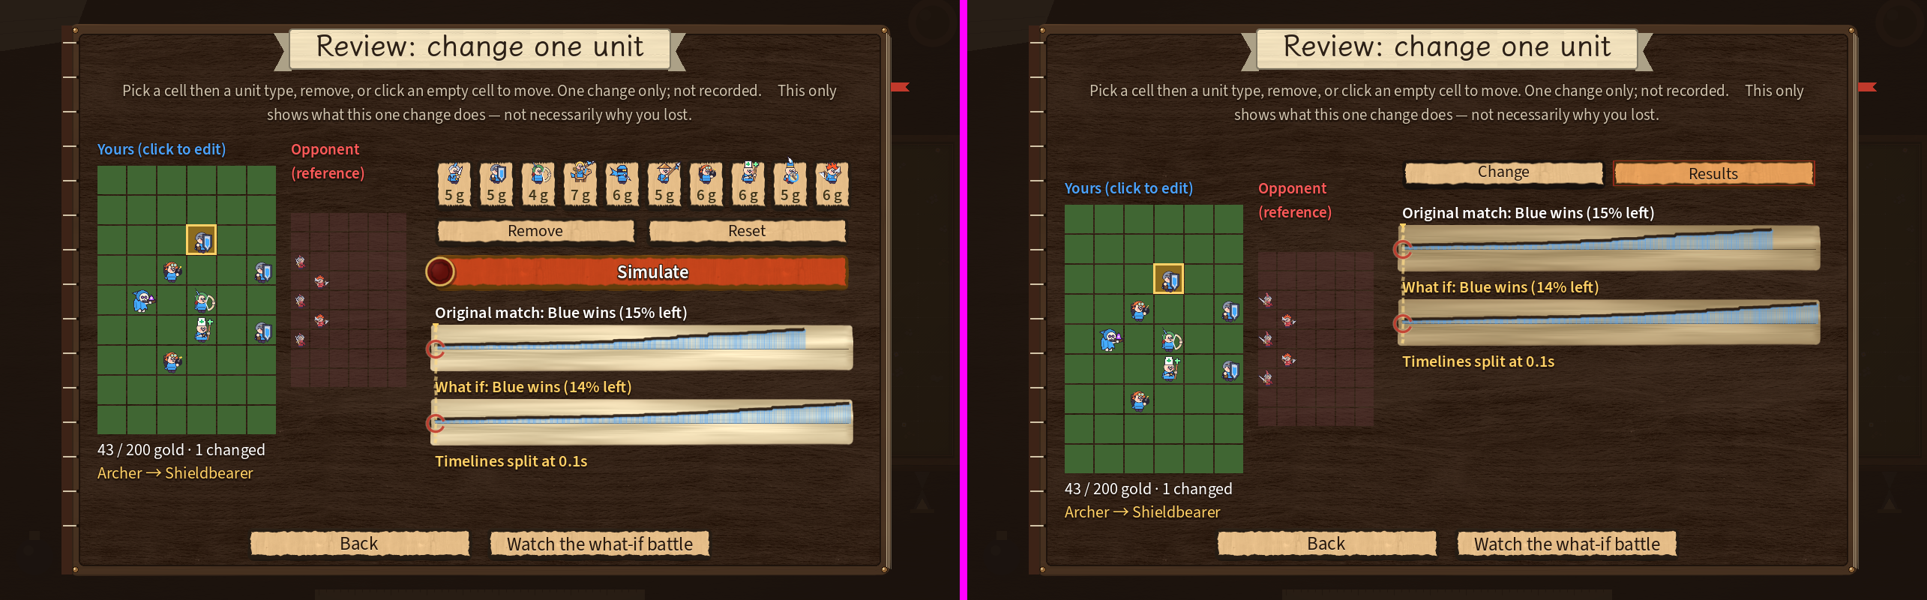 Review: change one unit
Pick a cell then a unit type, remove, or click an empty cell to move. One change only; not recorded. This only
shows what this one change does — not necessarily why you lost.
Yours (click to edit)
Opponent
(reference)
5 g 5 g 4 g 7 g 6 g 5 g 6 g 6 g 5 g 6 g
Remove
Reset
Simulate
Original match: Blue wins (15% left)
What if: Blue wins (14% left)
Timelines split at 0.1s
43 / 200 gold · 1 changed
Archer → Shieldbearer
Back
Watch the what-if battle
Review: change one unit
Pick a cell then a unit type, remove, or click an empty cell to move. One change only; not recorded. This only
shows what this one change does — not necessarily why you lost.
Yours (click to edit)
Opponent
(reference)
Change
Results
Original match: Blue wins (15% left)
What if: Blue wins (14% left)
Timelines split at 0.1s
43 / 200 gold · 1 changed
Archer → Shieldbearer
Back
Watch the what-if battle